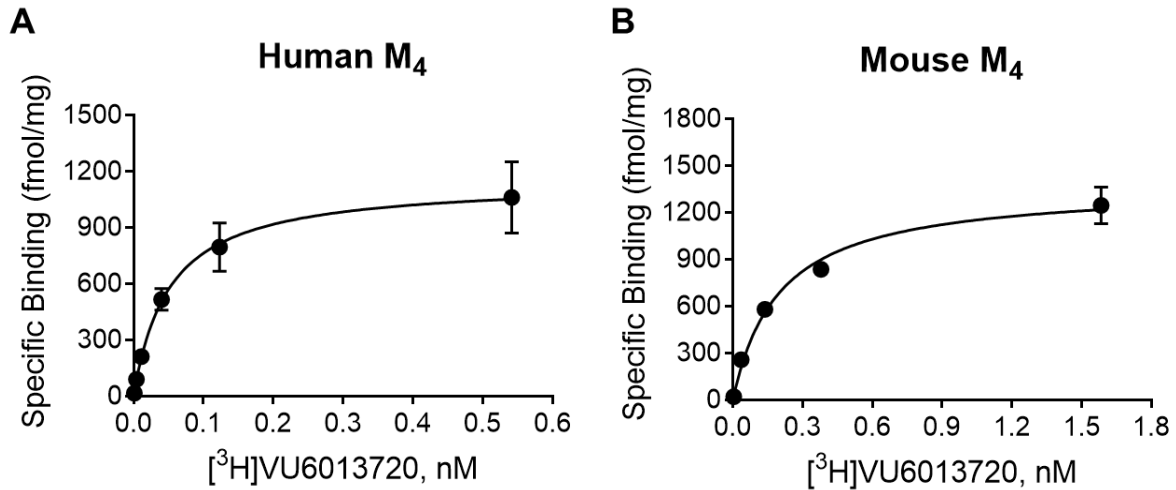 A
Human M₄
Specific Binding (fmol/mg)
1500
1200
900
600
300
0
0.0 0.1 0.2 0.3 0.4 0.5 0.6
[³H]VU6013720, nM
B
Mouse M₄
Specific Binding (fmol/mg)
1800
1500
1200
900
600
300
0
0.0 0.3 0.6 0.9 1.2 1.5 1.8
[³H]VU6013720, nM